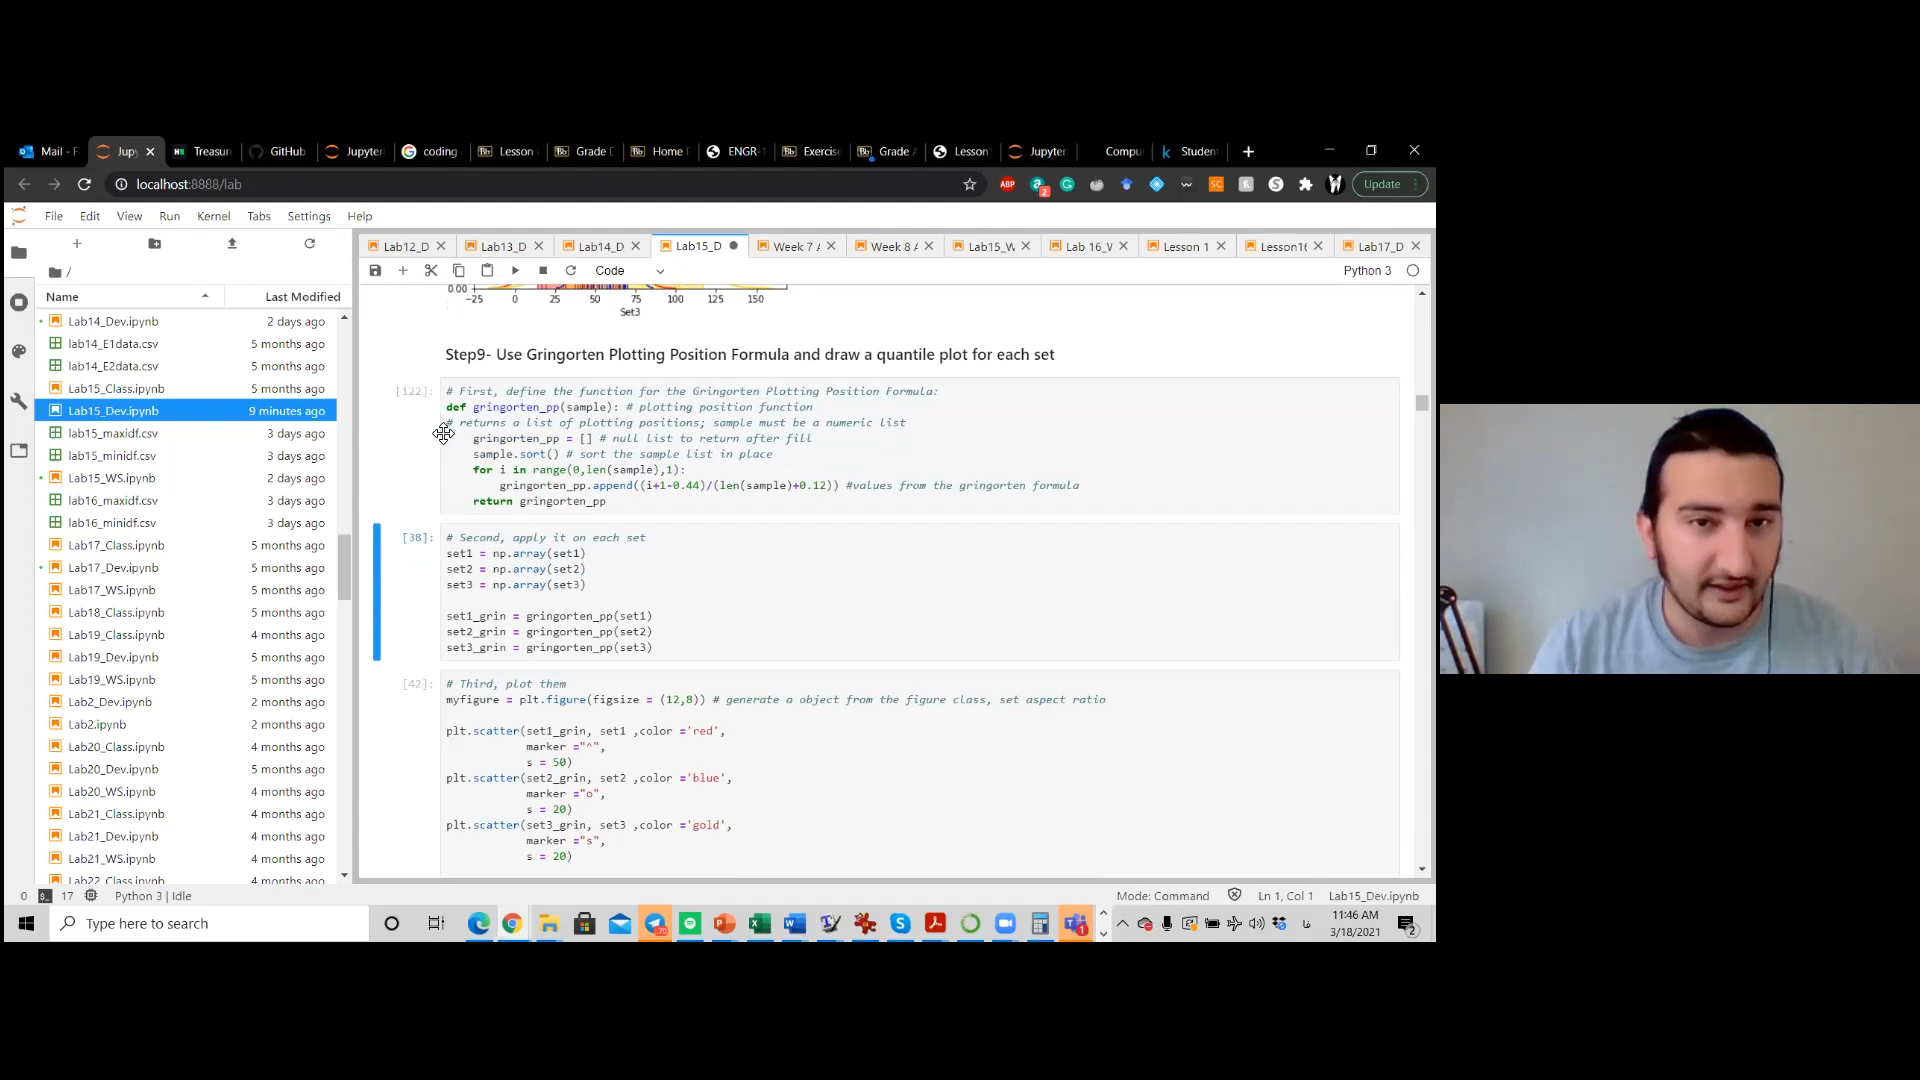 Mail - F
Jupy
Treasur
GitHub
Jupyter
coding
Lesson
Grade D
Home P
ENGR-
Exercise
Grade A
Lesson
Jupyter
Compu
Student
localhost:8888/lab
ABP
Update
File Edit View Run Kernel Tabs Settings Help
Lab12_D
Lab13_D
Lab14_D
Lab15_D
Week 7 A
Week 8 A
Lab15_W
Lab 16_W
Lesson 1
Lesson16
Lab17_D
Code
Python 3
/
Name Last Modified
Lab14_Dev.ipynb 2 days ago
lab14_E1data.csv 5 months ago
lab14_E2data.csv 5 months ago
Lab15_Class.ipynb 5 months ago
Lab15_Dev.ipynb 9 minutes ago
lab15_maxidf.csv 3 days ago
lab15_minidf.csv 3 days ago
Lab15_WS.ipynb 2 days ago
lab16_maxidf.csv 3 days ago
lab16_minidf.csv 3 days ago
Lab17_Class.ipynb 5 months ago
Lab17_Dev.ipynb 5 months ago
Lab17_WS.ipynb 5 months ago
Lab18_Class.ipynb 5 months ago
Lab19_Class.ipynb 4 months ago
Lab19_Dev.ipynb 5 months ago
Lab19_WS.ipynb 5 months ago
Lab2_Dev.ipynb 2 months ago
Lab2.ipynb 2 months ago
Lab20_Class.ipynb 4 months ago
Lab20_Dev.ipynb 5 months ago
Lab20_WS.ipynb 4 months ago
Lab21_Class.ipynb 4 months ago
Lab21_Dev.ipynb 4 months ago
Lab21_WS.ipynb 4 months ago
Lab22_Class.ipynb 4 months ago
0.00
−25 0 25 50 75 100 125 150
Set3
Step9- Use Gringorten Plotting Position Formula and draw a quantile plot for each set
[122]:
# First, define the function for the Gringorten Plotting Position Formula:
def gringorten_pp(sample): # plotting position function
# returns a list of plotting positions; sample must be a numeric list
gringorten_pp = [] # null list to return after fill
sample.sort() # sort the sample list in place
for i in range(0,len(sample),1):
gringorten_pp.append((i+1-0.44)/(len(sample)+0.12)) #values from the gringorten formula
return gringorten_pp
[38]:
# Second, apply it on each set
set1 = np.array(set1)
set2 = np.array(set2)
set3 = np.array(set3)
set1_grin = gringorten_pp(set1)
set2_grin = gringorten_pp(set2)
set3_grin = gringorten_pp(set3)
[42]:
# Third, plot them
myfigure = plt.figure(figsize = (12,8)) # generate a object from the figure class, set aspect ratio
plt.scatter(set1_grin, set1 ,color ='red',
marker ="^",
s = 50)
plt.scatter(set2_grin, set2 ,color ='blue',
marker ="o",
s = 20)
plt.scatter(set3_grin, set3 ,color ='gold',
marker ="s",
s = 20)
0 17 Python 3 | Idle
Mode: Command Ln 1, Col 1 Lab15_Dev.ipynb
Type here to search
11:46 AM
3/18/2021